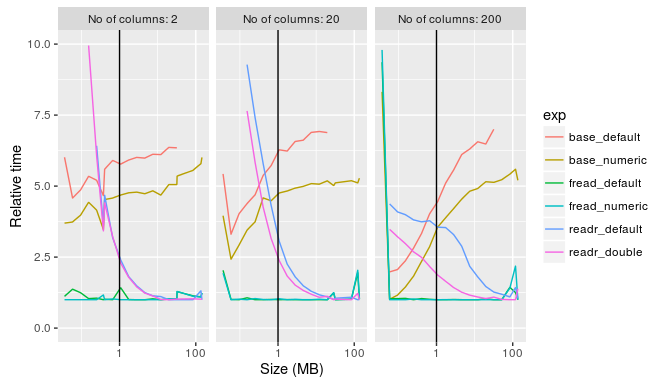 No of columns: 2
No of columns: 20
No of columns: 200
10.0
7.5
5.0
2.5
0.0
Relative time
1
100
1
100
1
100
Size (MB)
exp
base_default
base_numeric
fread_default
fread_numeric
readr_default
readr_double